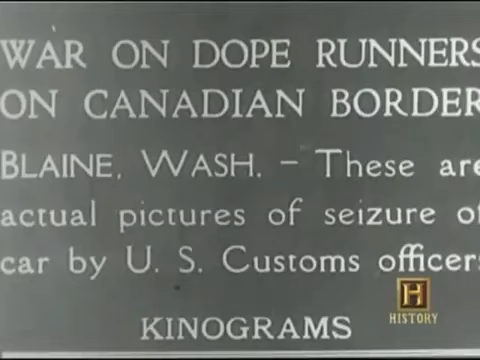 WAR ON DOPE RUNNERS
ON CANADIAN BORDER
BLAINE, WASH. – These are
actual pictures of seizure of
car by U. S. Customs officers
KINOGRAMS
H
HISTORY